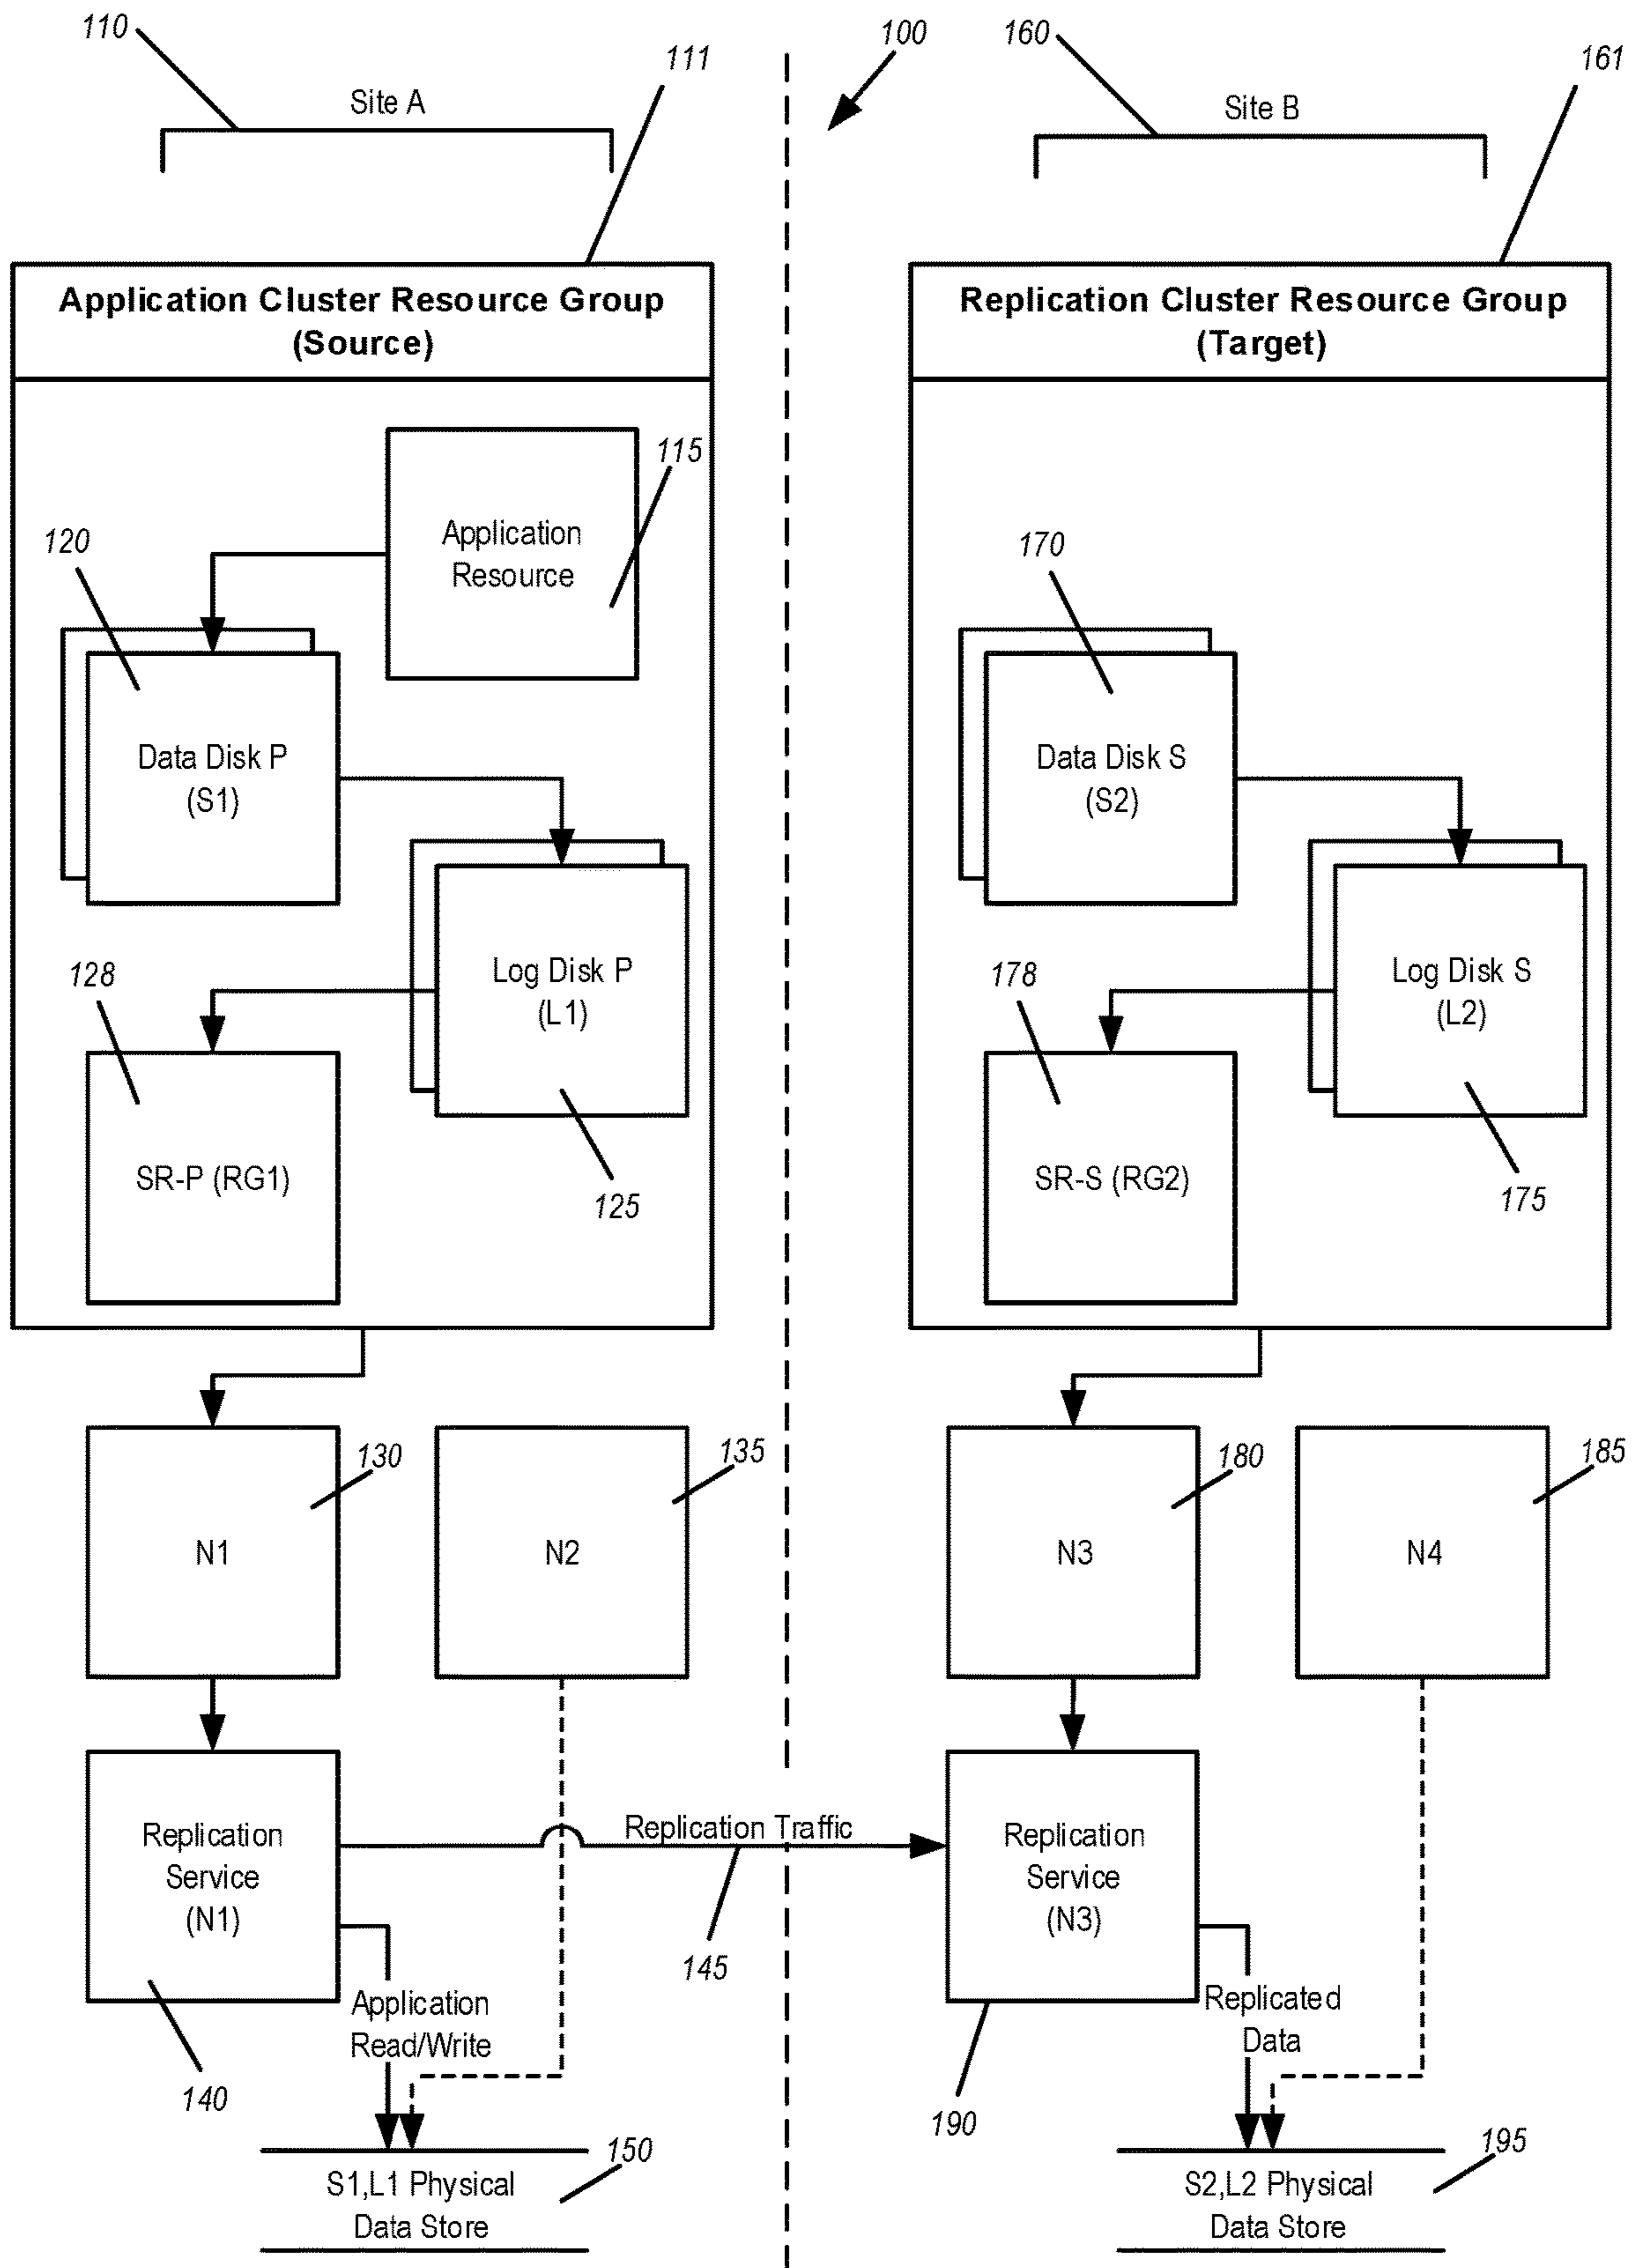 110
100
160
111
161
Site A
Site B
Application Cluster Resource Group
(Source)
Replication Cluster Resource Group
(Target)
115
Application
Resource
120
170
Data Disk P
(S1)
Data Disk S
(S2)
128
Log Disk P
(L1)
178
Log Disk S
(L2)
SR-P (RG1)
125
SR-S (RG2)
175
130
135
180
185
N1
N2
N3
N4
Replication
Service
(N1)
Replication Traffic
Replication
Service
(N3)
145
Application
Read/Write
Replicated
Data
140
190
150
195
S1,L1 Physical
Data Store
S2,L2 Physical
Data Store